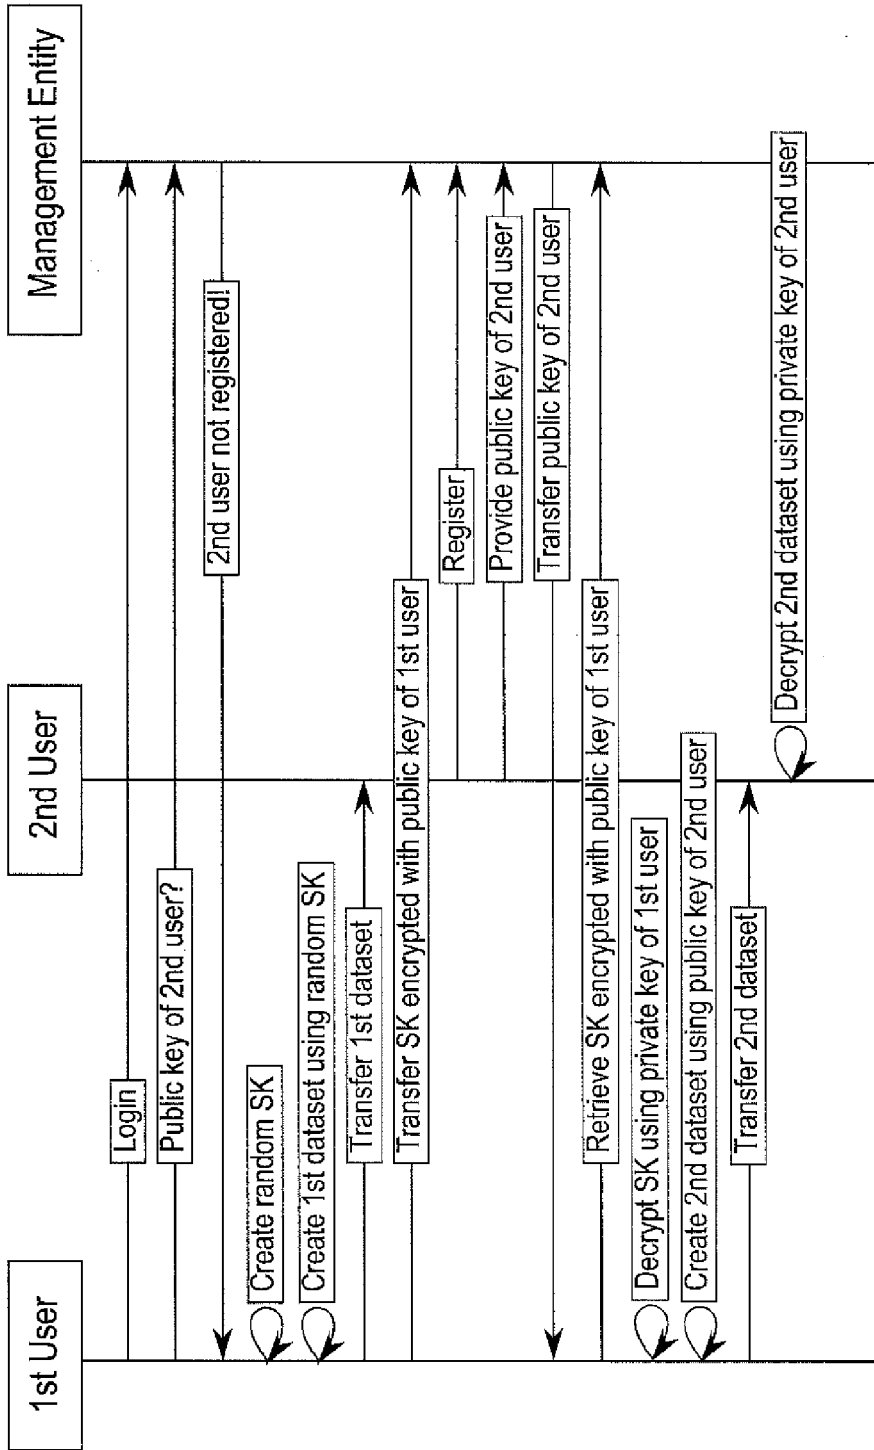 1st User
2nd User
Management Entity
Login
Public key of 2nd user?
2nd user not registered!
Create random SK
Create 1st dataset using random SK
Transfer 1st dataset
Transfer SK encrypted with public key of 1st user
Register
Provide public key of 2nd user
Transfer public key of 2nd user
Retrieve SK encrypted with public key of 1st user
Decrypt SK using private key of 1st user
Create 2nd dataset using public key of 2nd user
Transfer 2nd dataset
Decrypt 2nd dataset using private key of 2nd user